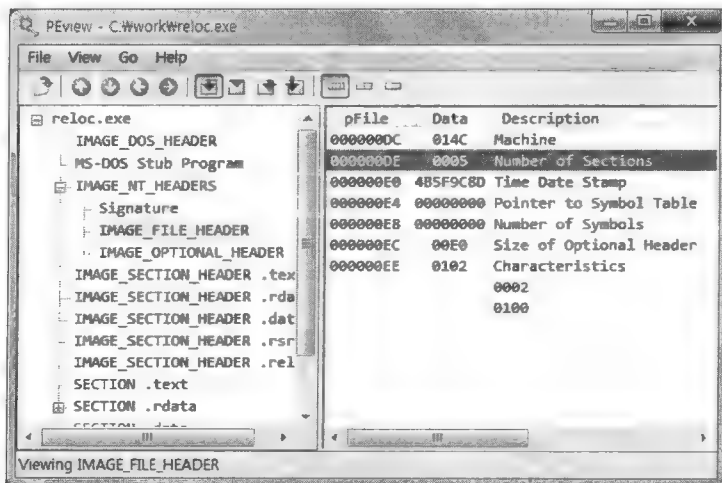 PEview - C:₩work₩reloc.exe
File View Go Help
reloc.exe
IMAGE_DOS_HEADER
MS-DOS Stub Program
IMAGE_NT_HEADERS
Signature
IMAGE_FILE_HEADER
IMAGE_OPTIONAL_HEADER
IMAGE_SECTION_HEADER .tex
IMAGE_SECTION_HEADER .rda
IMAGE_SECTION_HEADER .dat
IMAGE_SECTION_HEADER .rsr
IMAGE_SECTION_HEADER .rel
SECTION .text
SECTION .rdata
pFile Data Description
000000DC 014C Machine
000000DE 0005 Number of Sections
000000E0 4B5F9C8D Time Date Stamp
000000E4 00000000 Pointer to Symbol Table
000000E8 00000000 Number of Symbols
000000EC 00E0 Size of Optional Header
000000EE 0102 Characteristics
0002
0100
Viewing IMAGE_FILE_HEADER